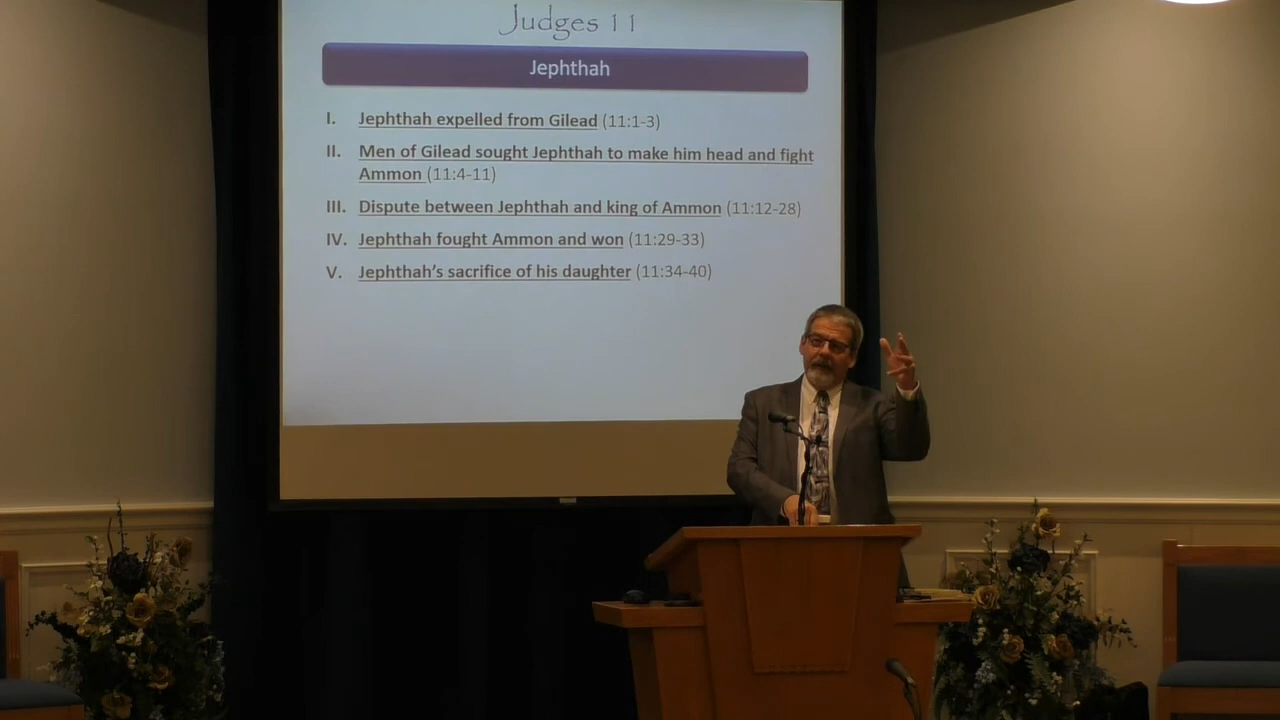 Judges 11
Jephthah
I. Jephthah expelled from Gilead (11:1-3)
II. Men of Gilead sought Jephthah to make him head and fight
Ammon (11:4-11)
III. Dispute between Jephthah and king of Ammon (11:12-28)
IV. Jephthah fought Ammon and won (11:29-33)
V. Jephthah's sacrifice of his daughter (11:34-40)